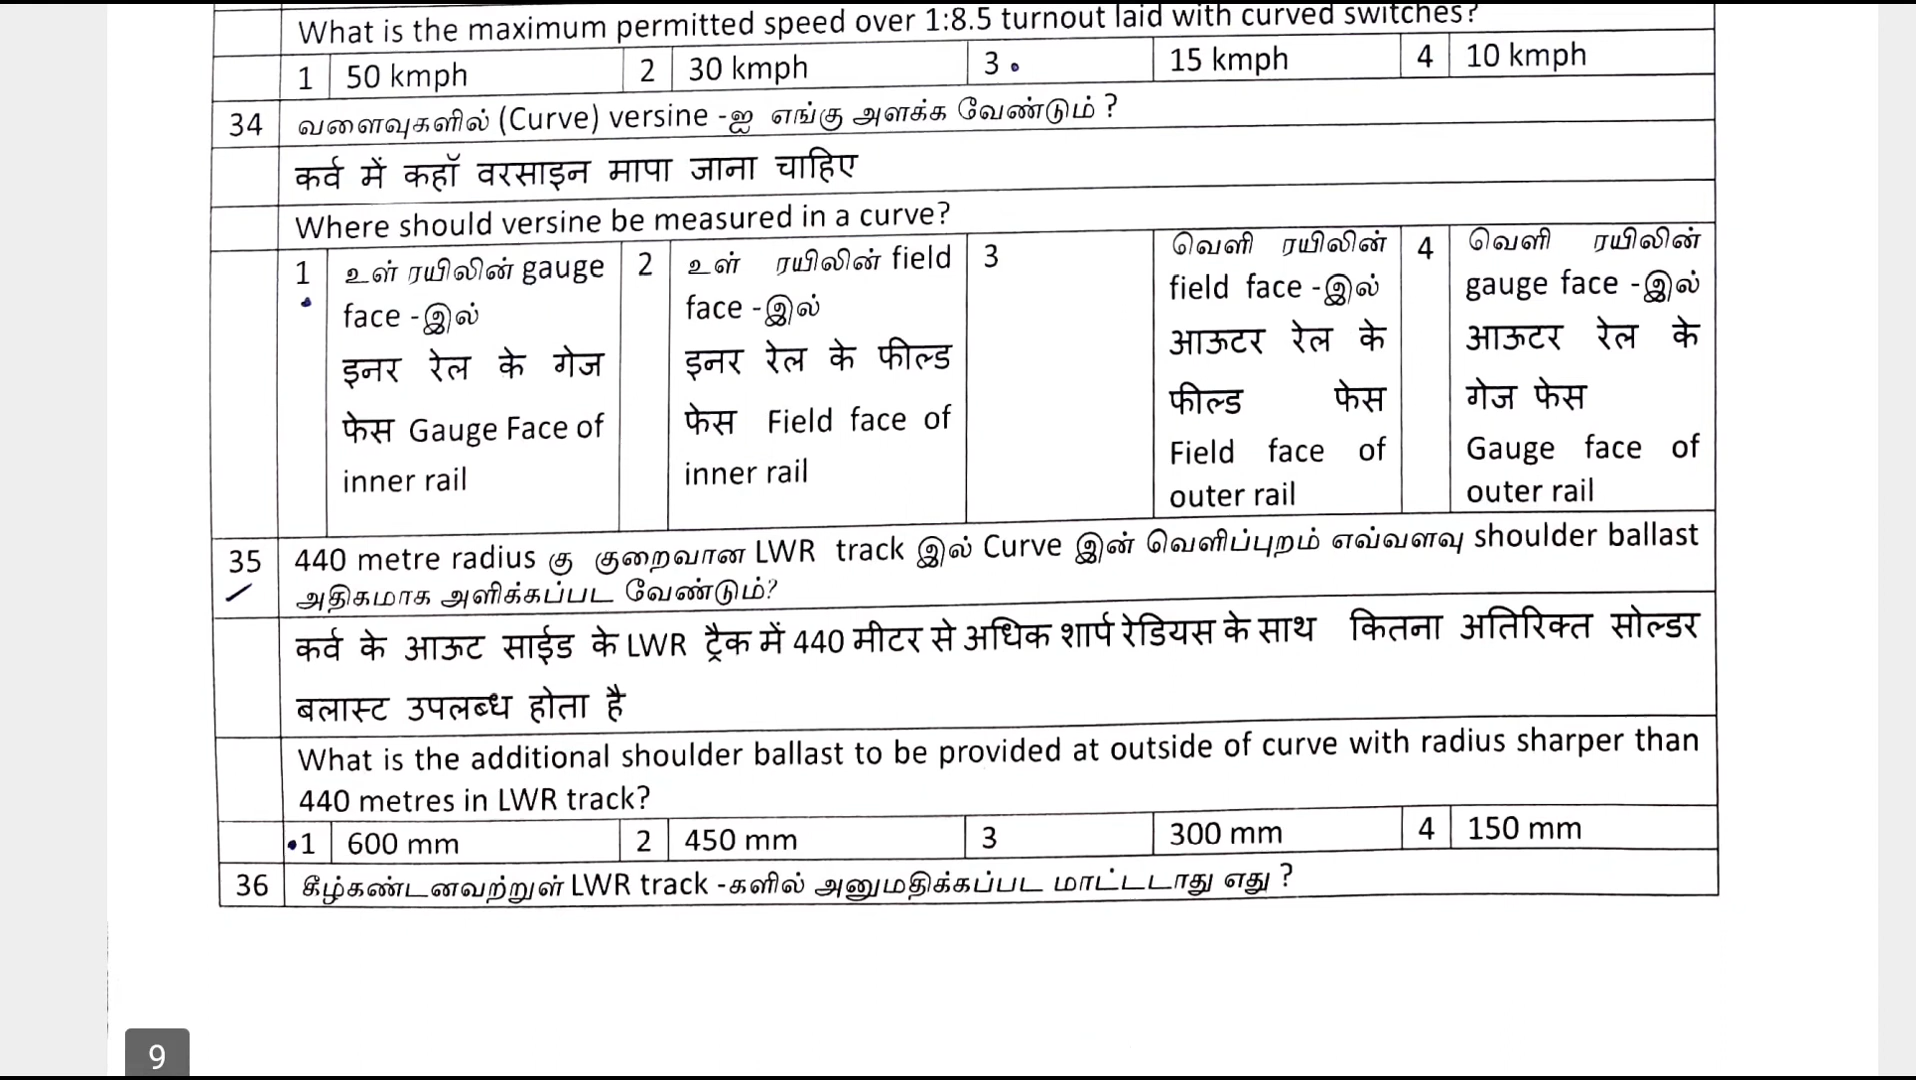 What is the maximum permitted speed over 1:8.5 turnout laid with curved switches?
1 50 kmph 2 30 kmph 3 15 kmph 4 10 kmph
34 வளைவுகளில் (Curve) versine -ஐ எங்கு அளக்க வேண்டும் ?
कर्व में कहॉ वरसाइन मापा जाना चाहिए
Where should versine be measured in a curve?
1 உள் ரயிலின் gauge
face -இல்
इनर रेल के गेज
फेस Gauge Face of
inner rail
2 உள் ரயிலின் field
face -இல்
इनर रेल के फील्ड
फेस Field face of
inner rail
3 வெளி ரயிலின்
field face -இல்
आऊटर रेल के
फील्ड फेस
Field face of
outer rail
4 வெளி ரயிலின்
gauge face -இல்
आऊटर रेल के
गेज फेस
Gauge face of
outer rail
35 440 metre radius கு குறைவான LWR track இல் Curve இன் வெளிப்புறம் எவ்வளவு shoulder ballast
அதிகமாக அளிக்கப்பட வேண்டும்?
कर्व के आऊट साईड के LWR ट्रैक में 440 मीटर से अधिक शार्प रेडियस के साथ कितना अतिरिक्त सोल्डर
बलास्ट उपलब्ध होता है
What is the additional shoulder ballast to be provided at outside of curve with radius sharper than
440 metres in LWR track?
1 600 mm 2 450 mm 3 300 mm 4 150 mm
36 கீழ்கண்டனவற்றுள் LWR track -களில் அனுமதிக்கப்பட மாட்டடாது எது ?
9